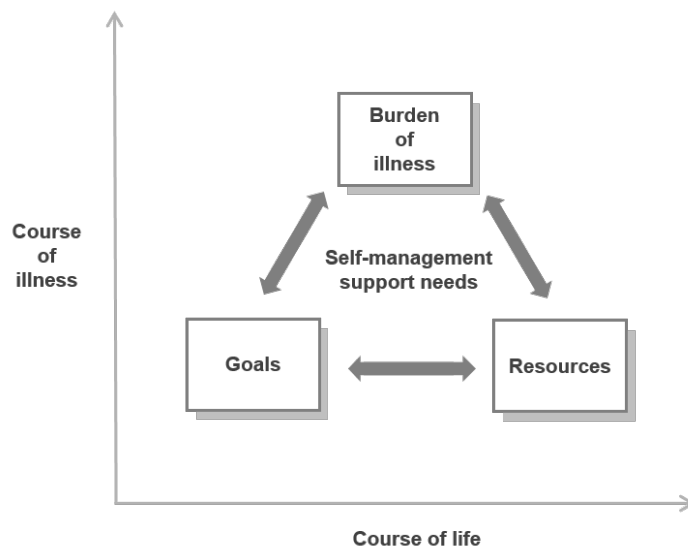 Burden
of
illness
Course
of
illness
Self-management
support needs
Goals
Resources
Course of life